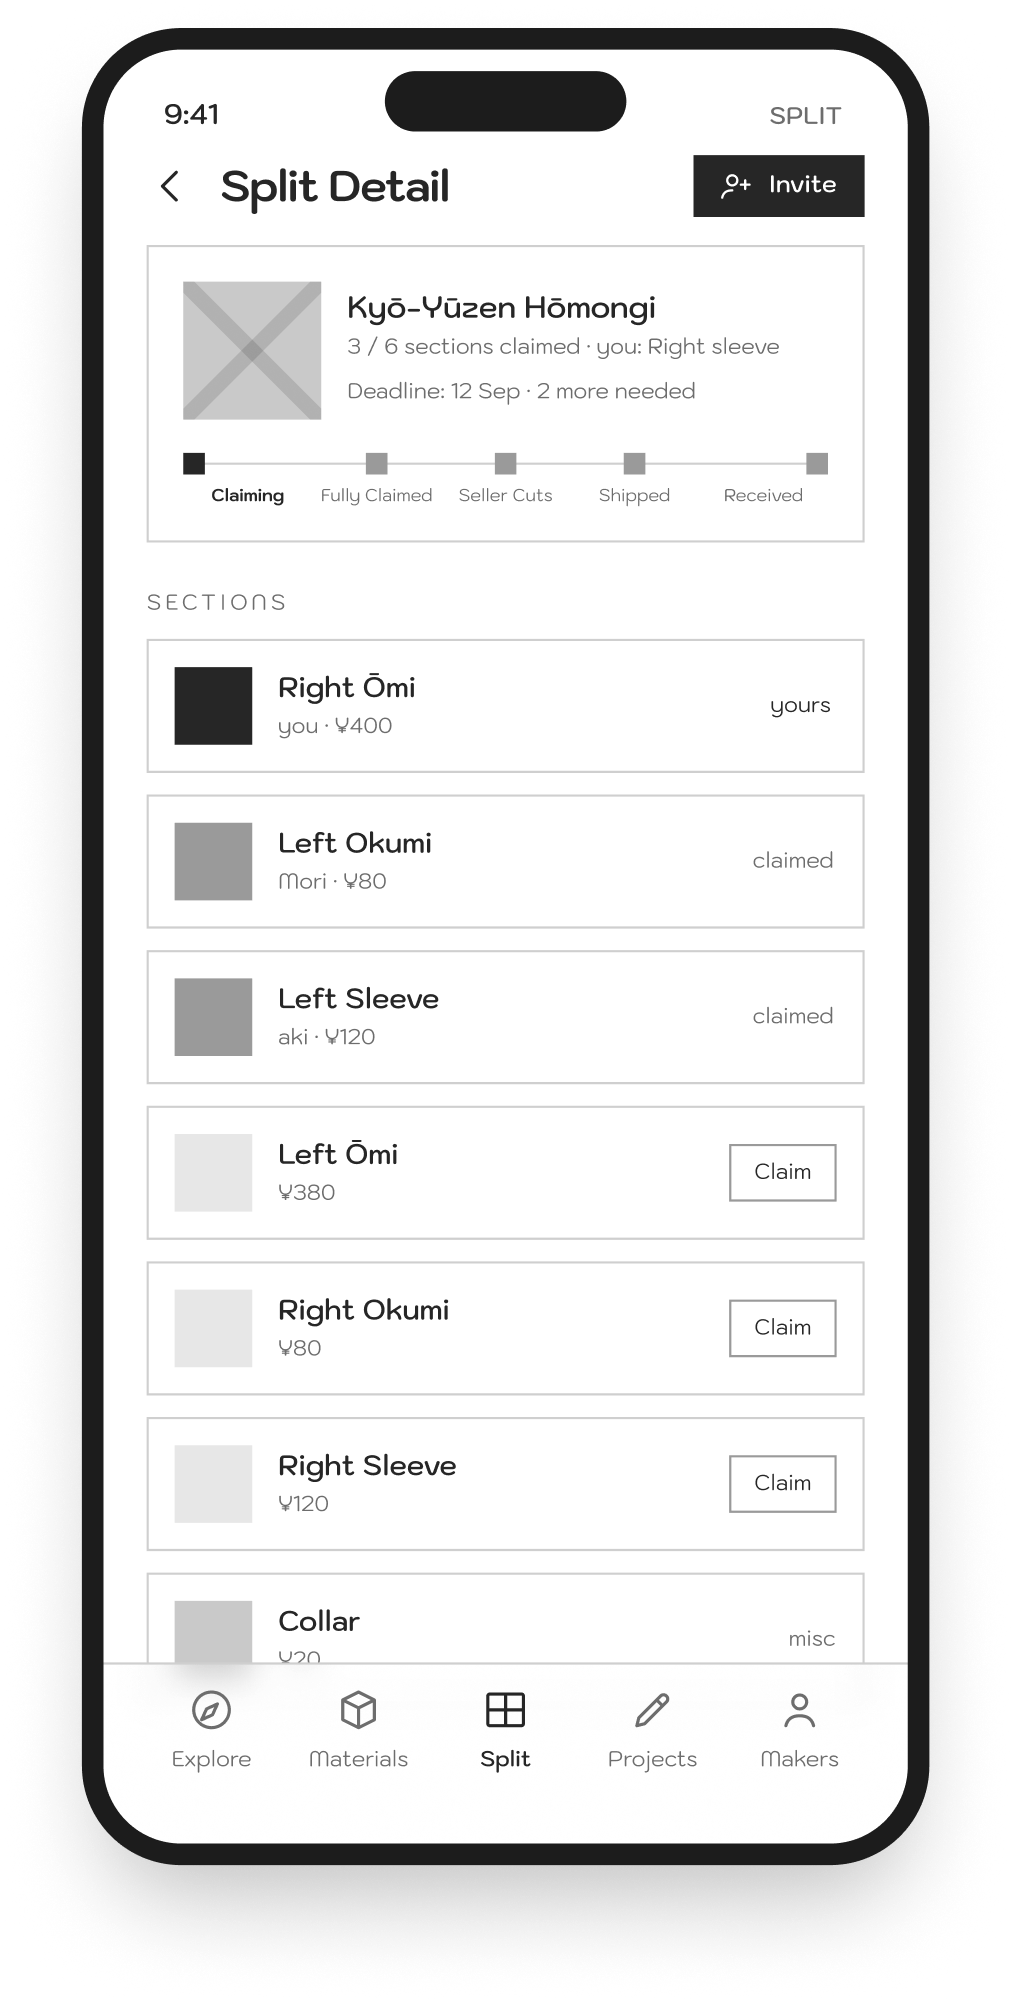 9:41
SPLIT
Split Detail
Invite
Kyō-Yūzen Hōmongi
3 / 6 sections claimed · you: Right sleeve
Deadline: 12 Sep · 2 more needed
Claiming Fully Claimed Seller Cuts Shipped Received
SECTIONS
Right Ōmi
you · ¥400
yours
Left Okumi
Mori · ¥80
claimed
Left Sleeve
aki · ¥120
claimed
Left Ōmi
¥380
Claim
Right Okumi
¥80
Claim
Right Sleeve
¥120
Claim
Collar
¥20
misc
Explore Materials Split Projects Makers